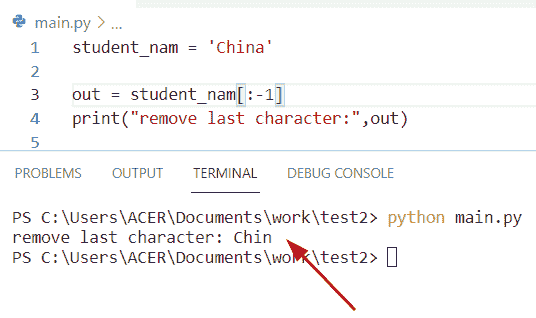 main.py > ...
1 student_nam = 'China'
2
3 out = student_nam[:-1]
4 print("remove last character:",out)
5
PROBLEMS OUTPUT TERMINAL DEBUG CONSOLE
PS C:\Users\ACER\Documents\work\test2> python main.py
remove last character: Chin
PS C:\Users\ACER\Documents\work\test2>